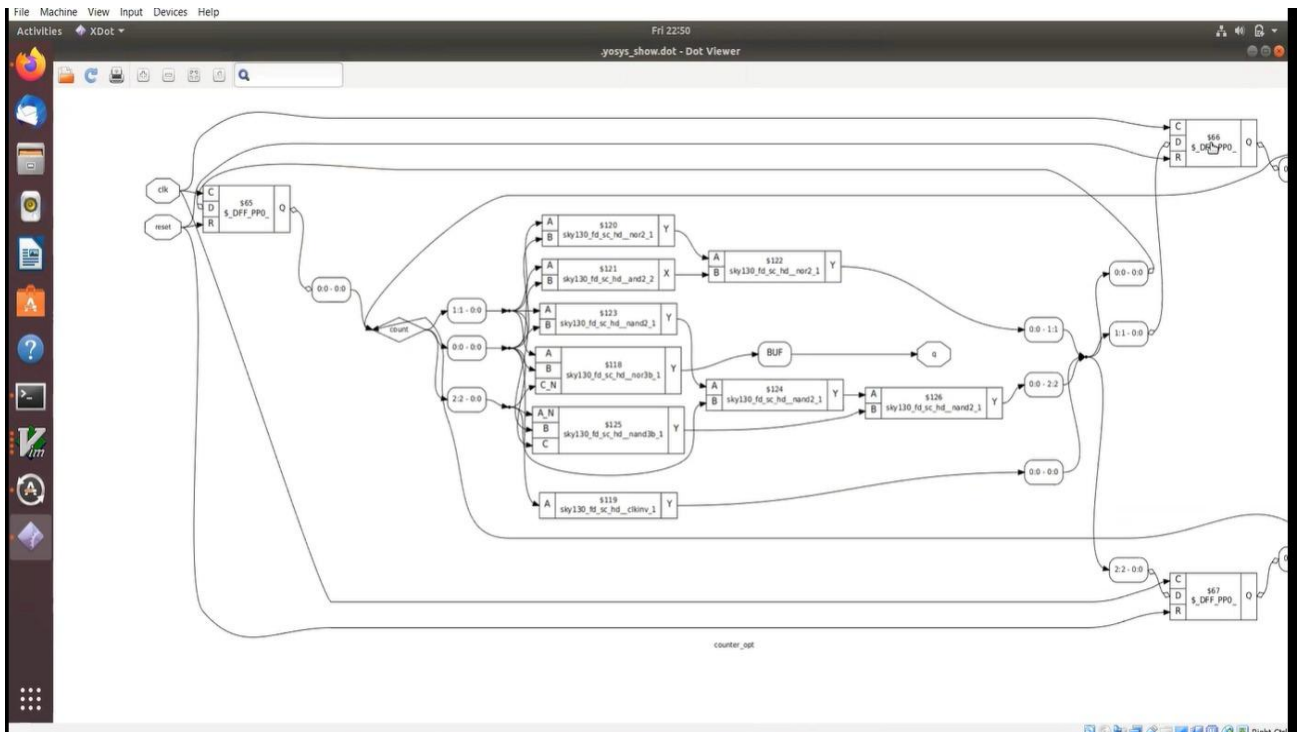 File Machine View Input Devices Help
Activities XDot Fri 22:50
.yosys_show.dot - Dot Viewer
clk
reset
C
D
R
$65
$_DFF_PP0_
Q
0:0 - 0:0
count
1:1 - 0:0
0:0 - 0:0
2:2 - 0:0
A
B
$120
sky130_fd_sc_hd__nor2_1
Y
A
B
$121
sky130_fd_sc_hd__and2_2
X
A
B
$122
sky130_fd_sc_hd__nor2_1
Y
A
B
$123
sky130_fd_sc_hd__nand2_1
Y
A
B
C_N
$118
sky130_fd_sc_hd__nor3b_1
Y
BUF
q
A
B
$124
sky130_fd_sc_hd__nand2_1
Y
A_N
B
C
$125
sky130_fd_sc_hd__nand3b_1
Y
A
B
$126
sky130_fd_sc_hd__nand2_1
Y
A
$119
sky130_fd_sc_hd__clkinv_1
Y
0:0 - 1:1
0:0 - 2:2
0:0 - 0:0
0:0 - 0:0
1:1 - 0:0
2:2 - 0:0
C
D
R
$66
Q
C
D
R
$67
$_DFF_PP0_
Q
counter_opt